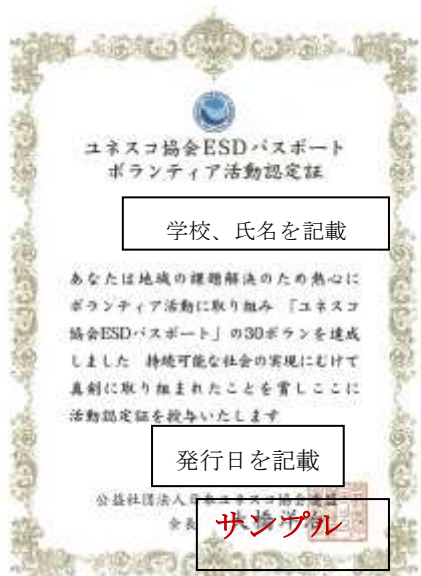 ユネスコ協会ESDパスポート
ボランティア活動認定証
学校、氏名を記載
あなたは地域の課題解決のため熱心に
ボランティア活動に取り組み 「ユネスコ
協会ESDパスポート」の30ボランを達成
しました 持続可能な社会の実現にむけて
真剣に取り組まれたことを賞しここに
活動認定証を授与いたします
発行日を記載
公益社団法人日本ユネスコ協会連盟
会長
サンプル